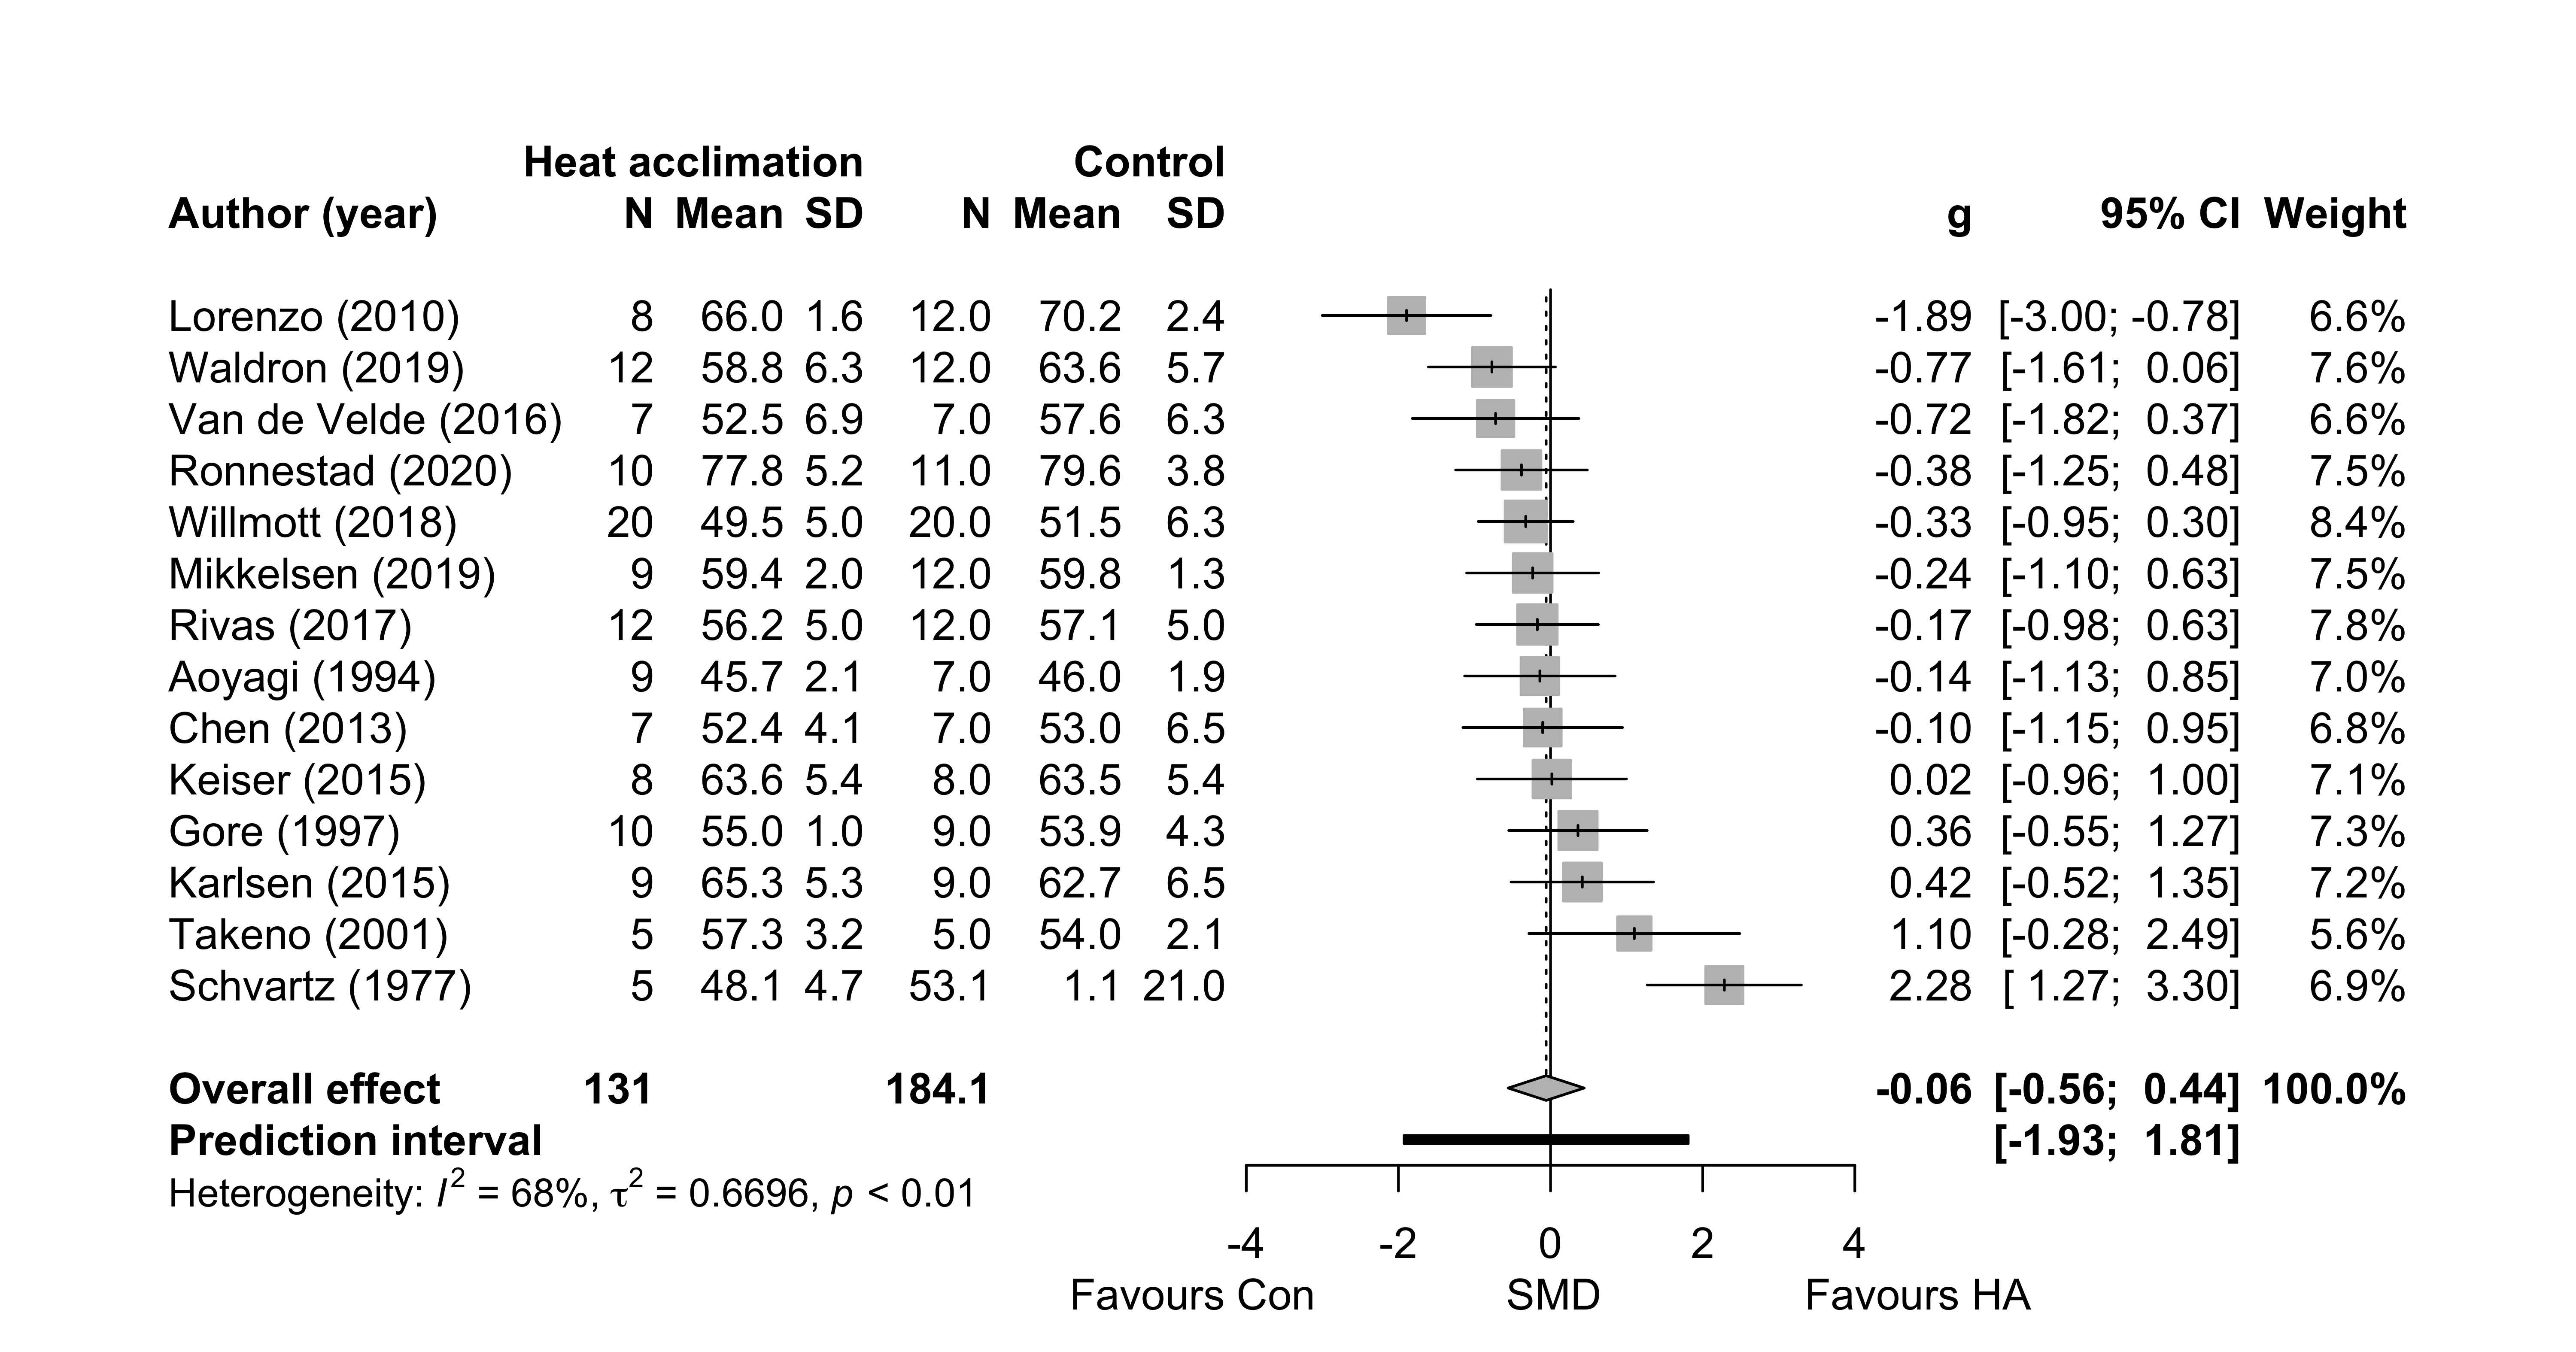 Heat acclimation Control
Author (year) N Mean SD N Mean SD g 95% CI Weight
Lorenzo (2010) 8 66.0 1.6 12.0 70.2 2.4 -1.89 [-3.00; -0.78] 6.6%
Waldron (2019) 12 58.8 6.3 12.0 63.6 5.7 -0.77 [-1.61; 0.06] 7.6%
Van de Velde (2016) 7 52.5 6.9 7.0 57.6 6.3 -0.72 [-1.82; 0.37] 6.6%
Ronnestad (2020) 10 77.8 5.2 11.0 79.6 3.8 -0.38 [-1.25; 0.48] 7.5%
Willmott (2018) 20 49.5 5.0 20.0 51.5 6.3 -0.33 [-0.95; 0.30] 8.4%
Mikkelsen (2019) 9 59.4 2.0 12.0 59.8 1.3 -0.24 [-1.10; 0.63] 7.5%
Rivas (2017) 12 56.2 5.0 12.0 57.1 5.0 -0.17 [-0.98; 0.63] 7.8%
Aoyagi (1994) 9 45.7 2.1 7.0 46.0 1.9 -0.14 [-1.13; 0.85] 7.0%
Chen (2013) 7 52.4 4.1 7.0 53.0 6.5 -0.10 [-1.15; 0.95] 6.8%
Keiser (2015) 8 63.6 5.4 8.0 63.5 5.4 0.02 [-0.96; 1.00] 7.1%
Gore (1997) 10 55.0 1.0 9.0 53.9 4.3 0.36 [-0.55; 1.27] 7.3%
Karlsen (2015) 9 65.3 5.3 9.0 62.7 6.5 0.42 [-0.52; 1.35] 7.2%
Takeno (2001) 5 57.3 3.2 5.0 54.0 2.1 1.10 [-0.28; 2.49] 5.6%
Schvartz (1977) 5 48.1 4.7 53.1 1.1 21.0 2.28 [ 1.27; 3.30] 6.9%
Overall effect 131 184.1 -0.06 [-0.56; 0.44] 100.0%
Prediction interval [-1.93; 1.81]
Heterogeneity: I² = 68%, τ² = 0.6696, p < 0.01
-4 -2 0 2 4
Favours Con SMD Favours HA